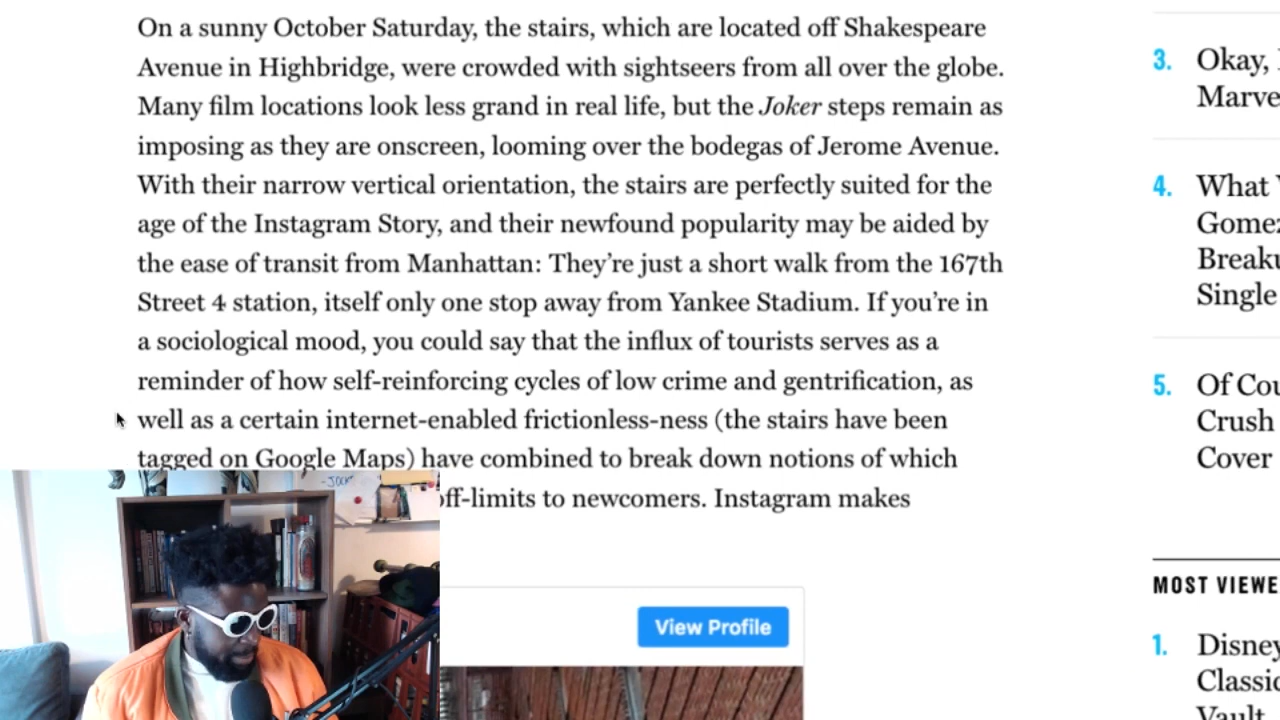 On a sunny October Saturday, the stairs, which are located off Shakespeare
Avenue in Highbridge, were crowded with sightseers from all over the globe.
Many film locations look less grand in real life, but the Joker steps remain as
imposing as they are onscreen, looming over the bodegas of Jerome Avenue.
With their narrow vertical orientation, the stairs are perfectly suited for the
age of the Instagram Story, and their newfound popularity may be aided by
the ease of transit from Manhattan: They’re just a short walk from the 167th
Street 4 station, itself only one stop away from Yankee Stadium. If you’re in
a sociological mood, you could say that the influx of tourists serves as a
reminder of how self-reinforcing cycles of low crime and gentrification, as
well as a certain internet-enabled frictionless-ness (the stairs have been
tagged on Google Maps) have combined to break down notions of which
off-limits to newcomers. Instagram makes
View Profile
3. Okay,
Marve
4. What
Gomez
Breaku
Single
5. Of Cou
Crush
Cover
MOST VIEWE
1. Disney
Classic
Vault